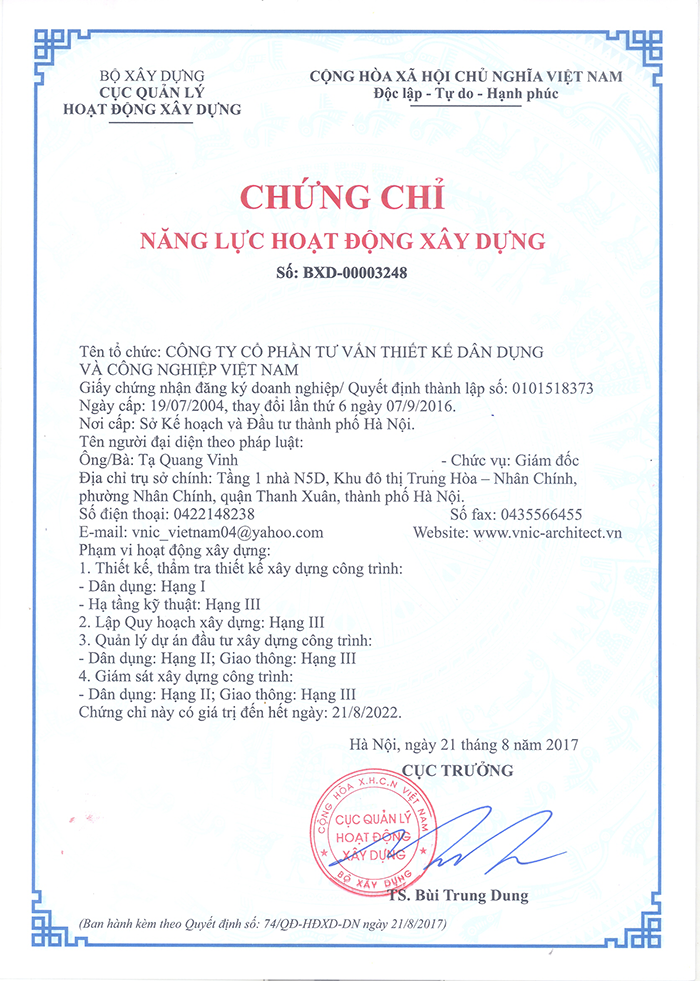 BỘ XÂY DỰNG
CỤC QUẢN LÝ
HOẠT ĐỘNG XÂY DỰNG
CỘNG HÒA XÃ HỘI CHỦ NGHĨA VIỆT NAM
Độc lập - Tự do - Hạnh phúc
CHỨNG CHỈ
NĂNG LỰC HOẠT ĐỘNG XÂY DỰNG
Số: BXD-00003248
Tên tổ chức: CÔNG TY CỔ PHẦN TƯ VẤN THIẾT KẾ DÂN DỤNG
VÀ CÔNG NGHIỆP VIỆT NAM
Giấy chứng nhận đăng ký doanh nghiệp/ Quyết định thành lập số: 0101518373
Ngày cấp: 19/07/2004, thay đổi lần thứ 6 ngày 07/9/2016.
Nơi cấp: Sở Kế hoạch và Đầu tư thành phố Hà Nội.
Tên người đại diện theo pháp luật:
Ông/Bà: Tạ Quang Vinh - Chức vụ: Giám đốc
Địa chỉ trụ sở chính: Tầng 1 nhà N5D, Khu đô thị Trung Hòa – Nhân Chính,
phường Nhân Chính, quận Thanh Xuân, thành phố Hà Nội.
Số điện thoại: 0422148238 Số fax: 0435566455
E-mail: vnic_vietnam04@yahoo.com Website: www.vnic-architect.vn
Phạm vi hoạt động xây dựng:
1. Thiết kế, thẩm tra thiết kế xây dựng công trình:
- Dân dụng: Hạng I
- Hạ tầng kỹ thuật: Hạng III
2. Lập Quy hoạch xây dựng: Hạng III
3. Quản lý dự án đầu tư xây dựng công trình:
- Dân dụng: Hạng II; Giao thông: Hạng III
4. Giám sát xây dựng công trình:
- Dân dụng: Hạng II; Giao thông: Hạng III
Chứng chỉ này có giá trị đến hết ngày: 21/8/2022.
Hà Nội, ngày 21 tháng 8 năm 2017
CỤC TRƯỞNG
CỘNG HÒA X.H.C.N VIỆT NAM
CỤC QUẢN LÝ
HOẠT ĐỘNG
XÂY DỰNG
BỘ XÂY DỰNG
TS. Bùi Trung Dung
(Ban hành kèm theo Quyết định số: 74/QĐ-HĐXD-DN ngày 21/8/2017)